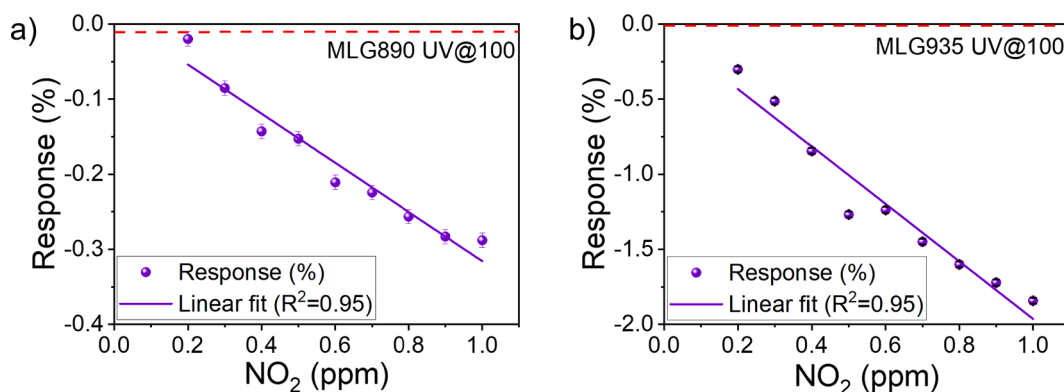 a)
MLG890 UV@100
0.0
-0.1
-0.2
-0.3
-0.4
Response (%)
Response (%)
Linear fit (R²=0.95)
0.0 0.2 0.4 0.6 0.8 1.0
NO₂ (ppm)
b)
MLG935 UV@100
0.0
-0.5
-1.0
-1.5
-2.0
Response (%)
Response (%)
Linear fit (R²=0.95)
0.0 0.2 0.4 0.6 0.8 1.0
NO₂ (ppm)